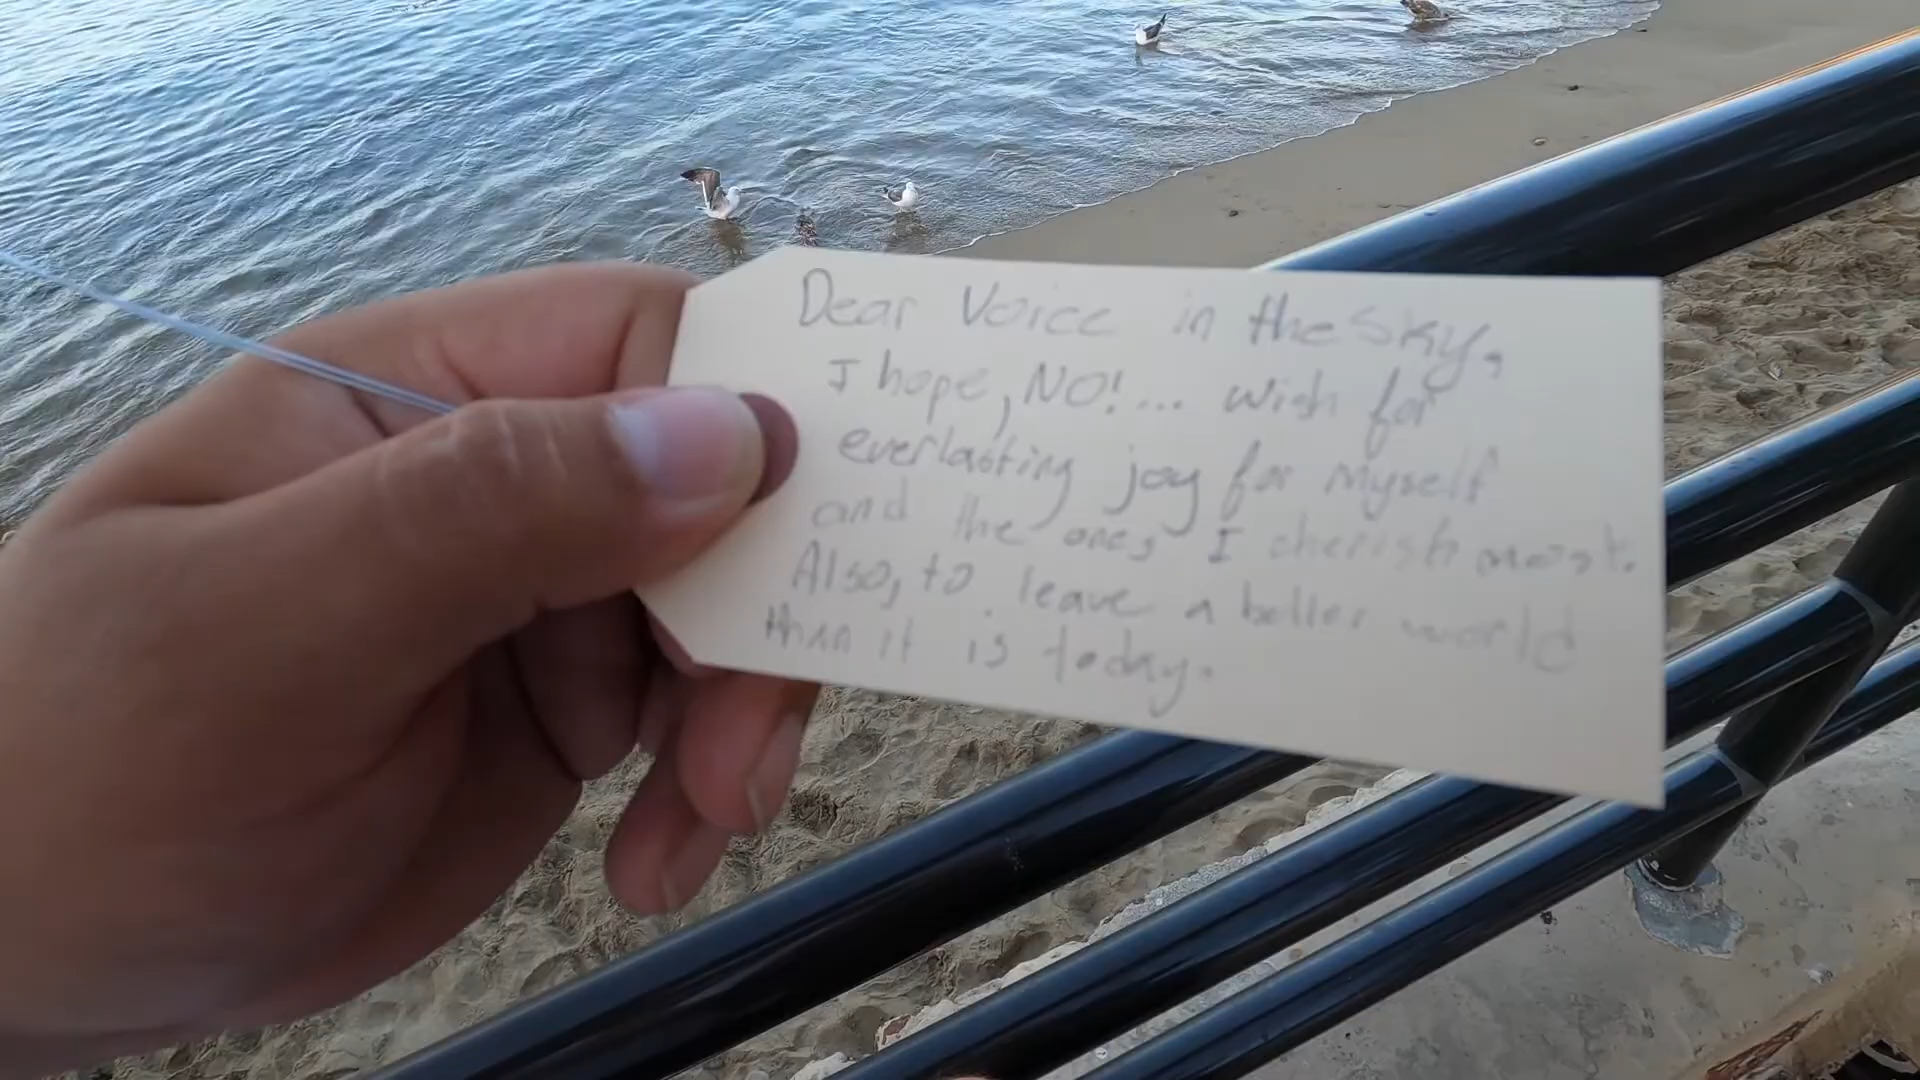 Dear Voice in the Sky,
I hope, NO!... wish for
everlasting joy for myself
and the ones I cherish most.
Also, to leave a better world
than it is today.